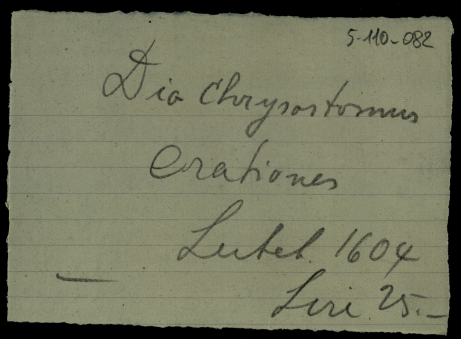 5-110-082
Dio Chrysostomus
Orationes
Lutet. 1604
Lire 25.-